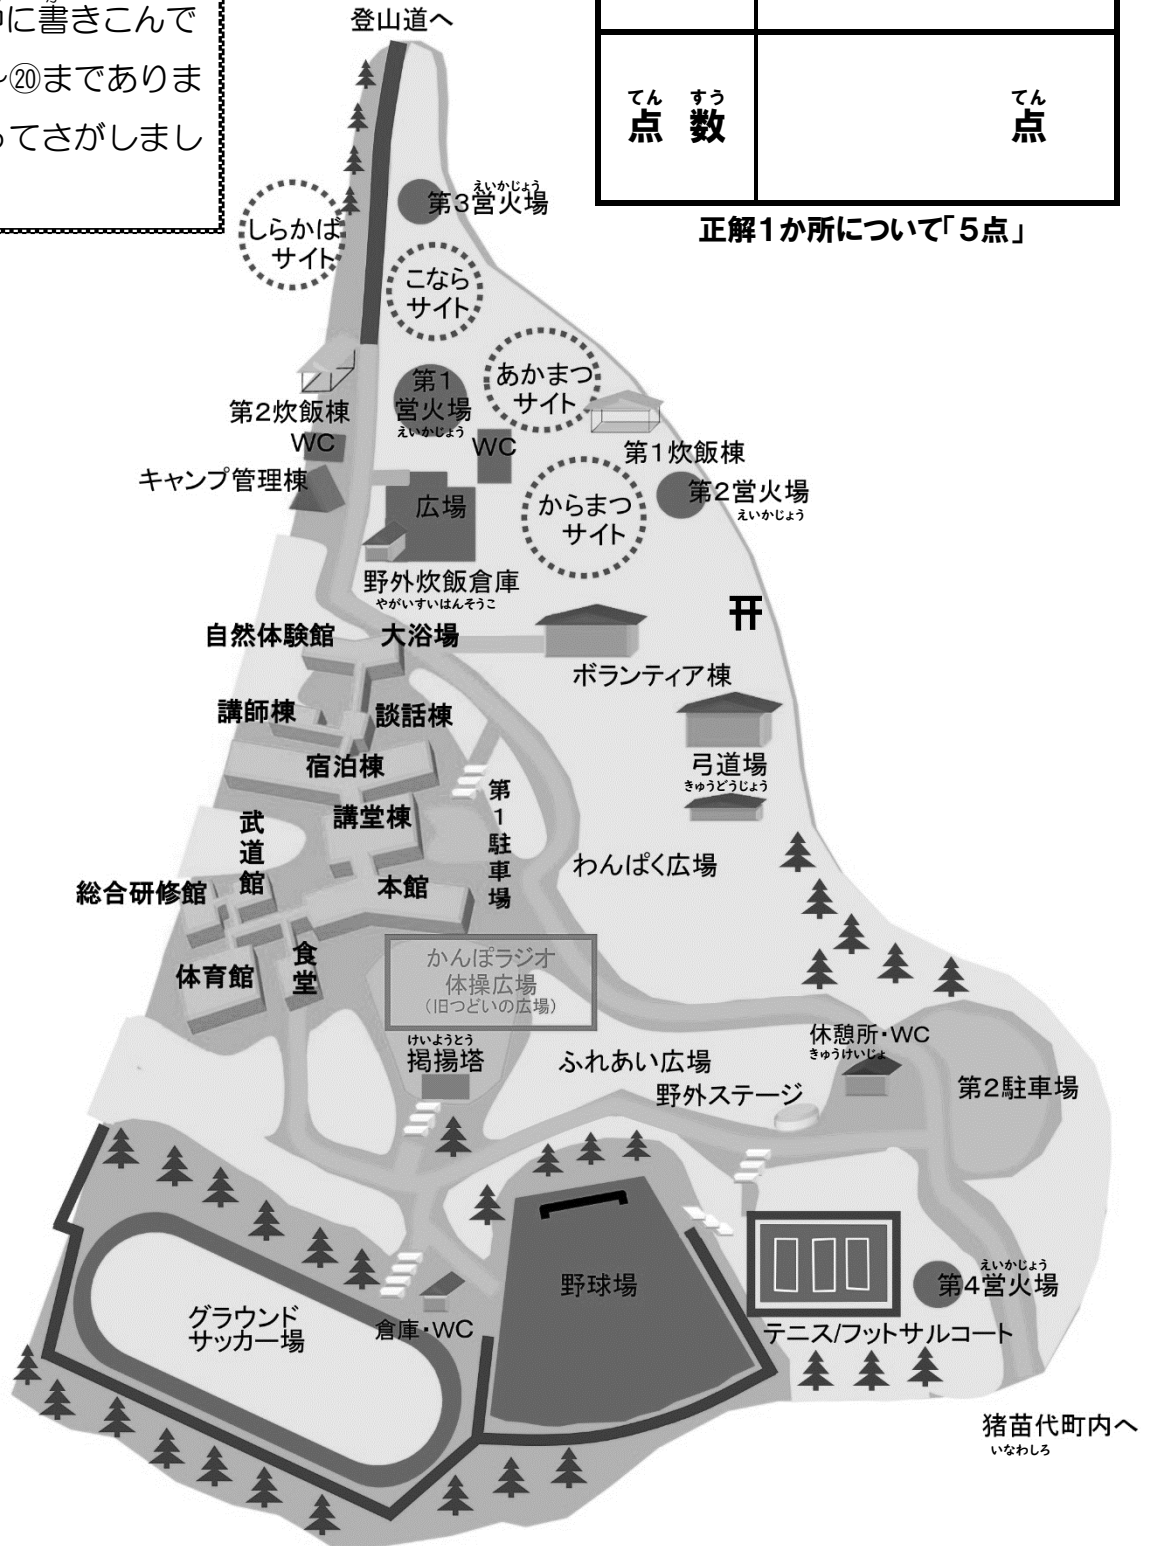 に書きこんで
～⑳まであります
ってさがしまし
登山道へ
てん すう
点 数
てん
点
正解１か所について「５点」
えいかじょう
第３営火場
しらかば
サイト
こなら
サイト
あかまつ
サイト
第１
営火場
えいかじょう
第２炊飯棟
WC
WC
第１炊飯棟
キャンプ管理棟
第２営火場
えいかじょう
広場
からまつ
サイト
野外炊飯倉庫
やがいすいはんそうこ
自然体験館
大浴場
ボランティア棟
講師棟
談話棟
弓道場
きゅうどうじょう
宿泊棟
第１駐車場
講堂棟
武道館
わんぱく広場
総合研修館
本館
食堂
体育館
かんぽラジオ
体操広場
（旧つどいの広場）
けいようとう
掲揚塔
ふれあい広場
休憩所・WC
きゅうけいじょ
野外ステージ
第２駐車場
野球場
えいかじょう
第４営火場
グラウンド
サッカー場
倉庫・WC
テニス/フットサルコート
猪苗代町内へ
いなわしろ